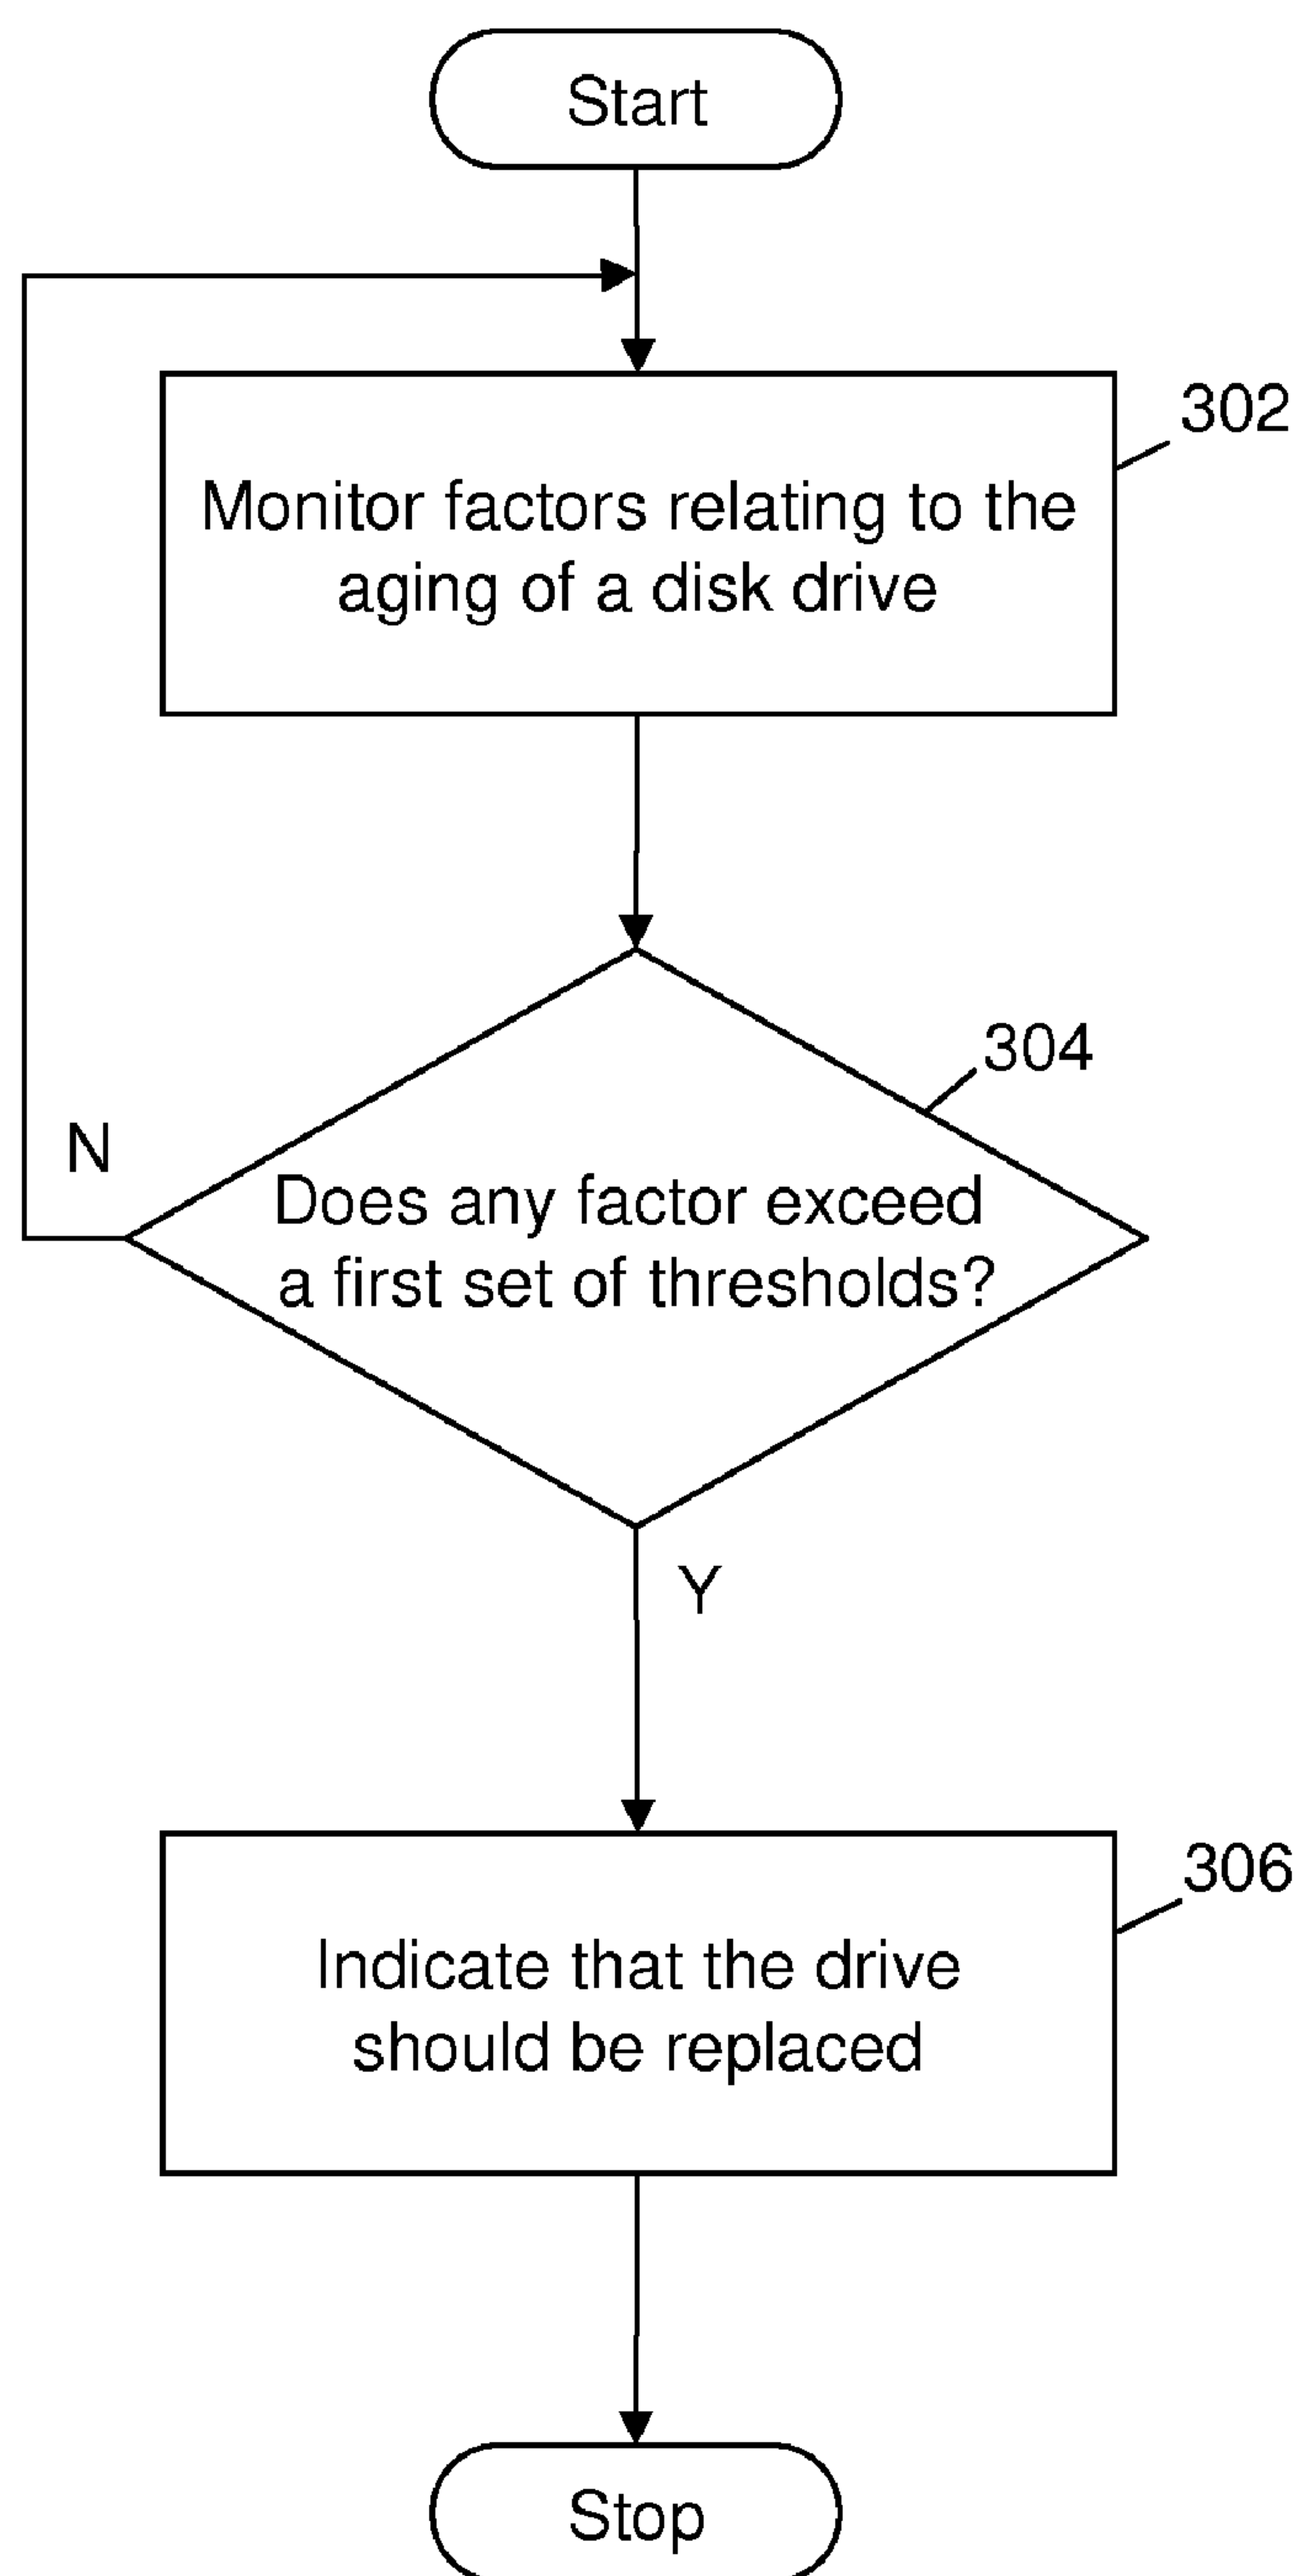 Start
302
Monitor factors relating to the
aging of a disk drive
304
N
Does any factor exceed
a first set of thresholds?
Y
306
Indicate that the drive
should be replaced
Stop